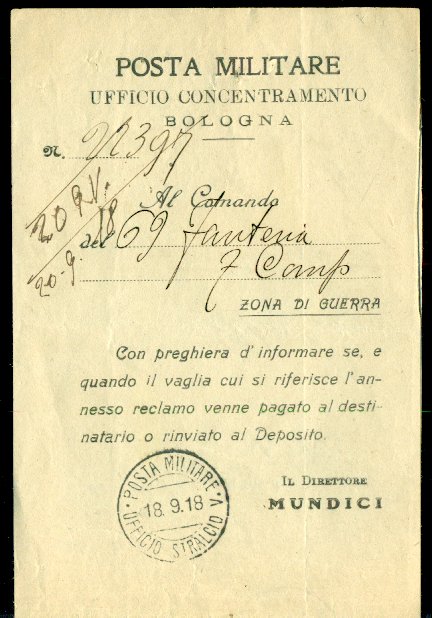 POSTA MILITARE
UFFICIO CONCENTRAMENTO
BOLOGNA
N. 22397
Al Comando
del 69 Fanteria
7 Comp
20 9 18
20-9
ZONA DI GUERRA
Con preghiera d'informare se, e
quando il vaglia cui si riferisce l'an-
nesso reclamo venne pagato al desti-
natario o rinviato al Deposito.
IL DIRETTORE
MUNDICI
POSTA MILITARE
18.9.18
UFFICIO STRALCIO